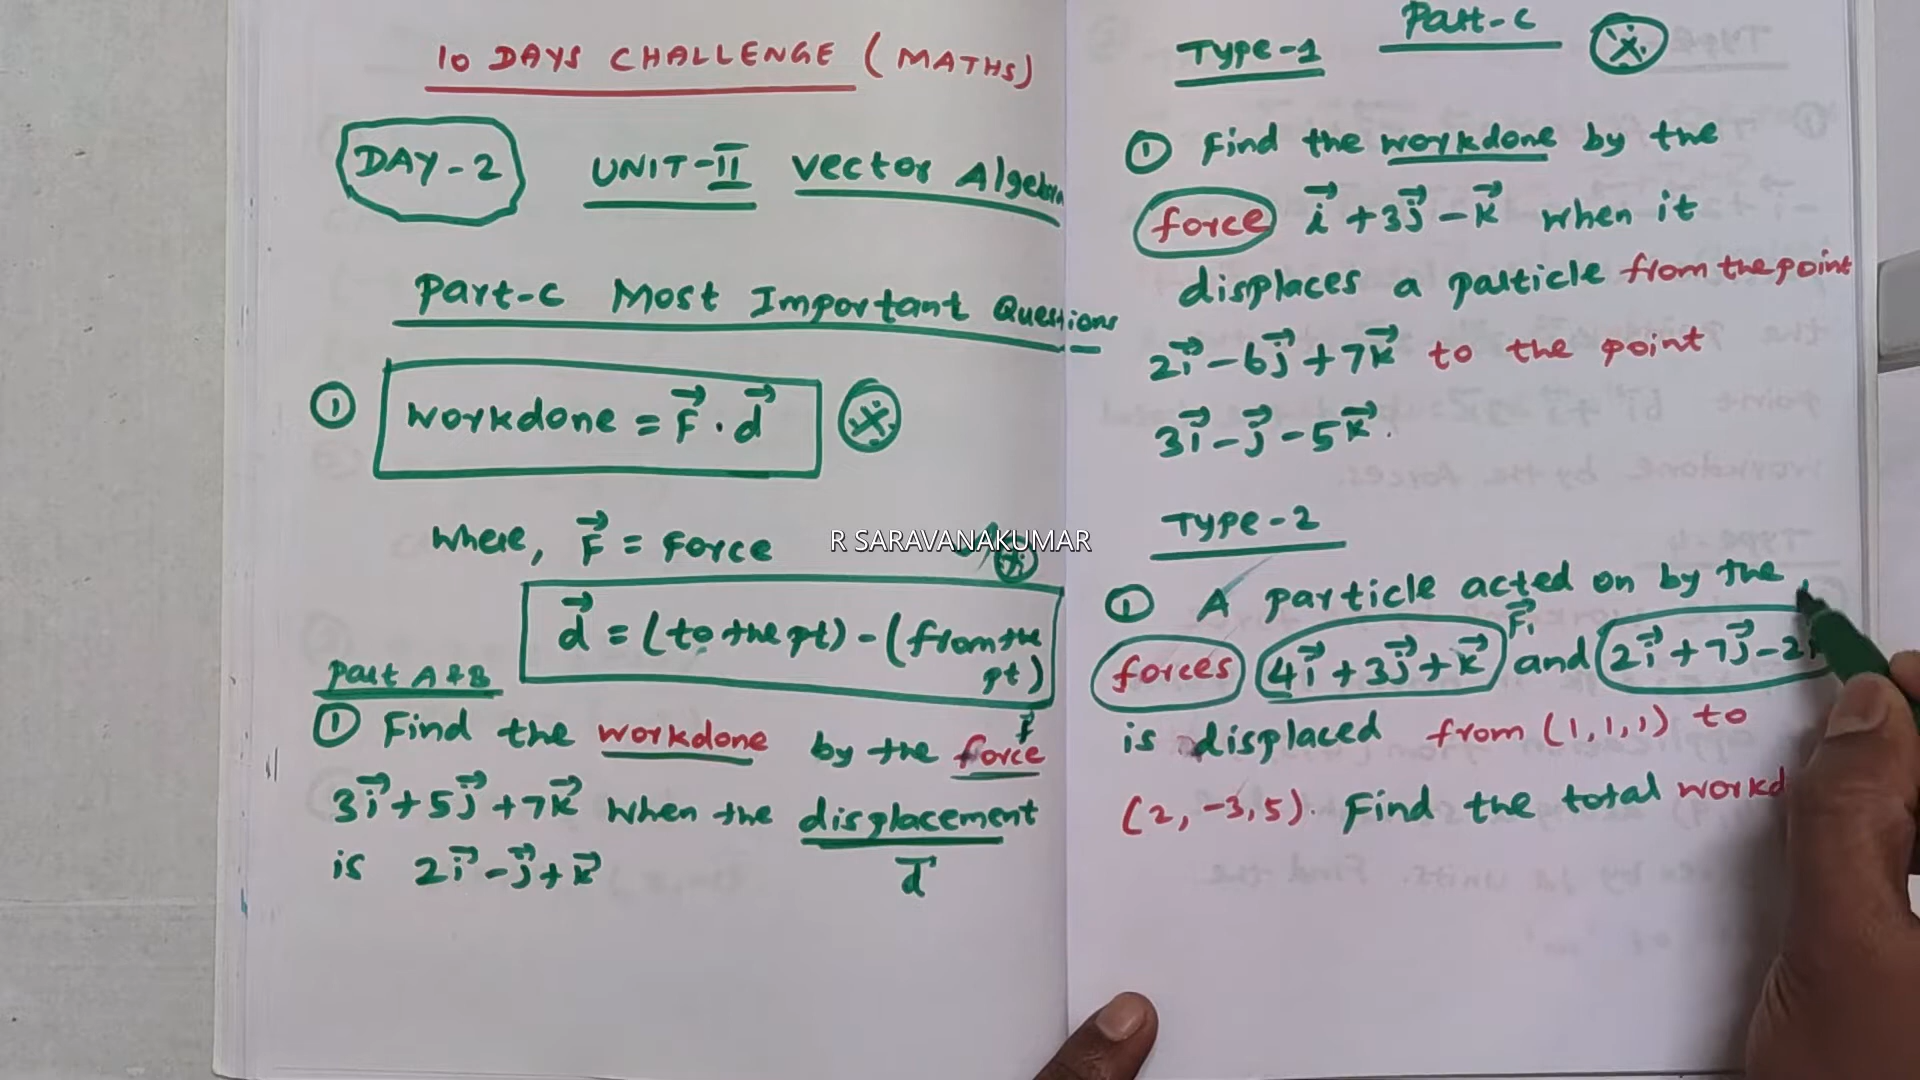 10 DAYS CHALLENGE (MATHS)
DAY-2 UNIT-II Vector Algebra
Part-C Most Important Questions
① workdone = F⃗ · d⃗
where, F⃗ = Force
d⃗ = (to the pt) - (from the pt)
Part A & B
① Find the workdone by the force
3i⃗ + 5j⃗ + 7k⃗ when the displacement
is 2i⃗ - j⃗ + k⃗ d⃗
Part-C
Type-1
① Find the workdone by the
force i⃗ + 3j⃗ - k⃗ when it
displaces a particle from the point
2i⃗ - 6j⃗ + 7k⃗ to the point
3i⃗ - j⃗ - 5k⃗.
Type-2
① A particle acted on by the
F⃗₁
forces 4i⃗ + 3j⃗ + k⃗ and 2i⃗ + 7j⃗ - 2
is displaced from (1, 1, 1) to
(2, -3, 5). Find the total workd
R SARAVANAKUMAR